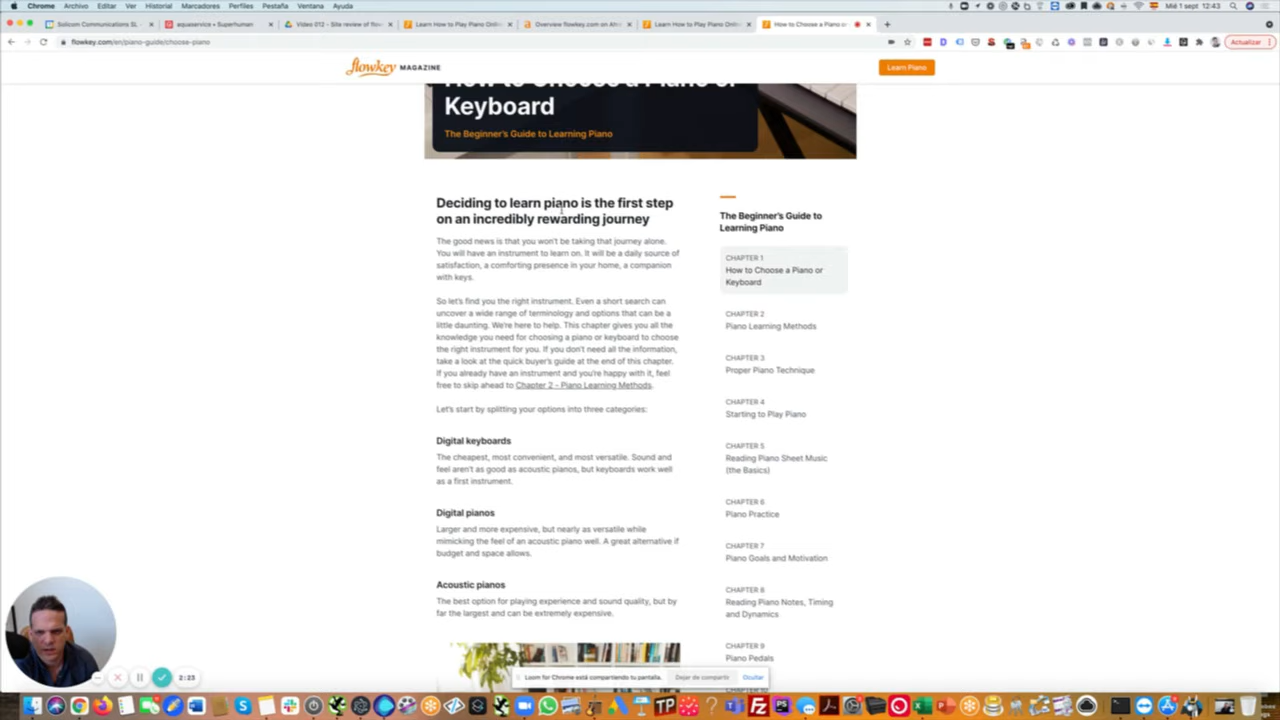 Chrome Archivo Editar Ver Historial Marcadores Perfiles Pestaña Ventana Ayuda
Mié 1 sept 12:43
Solicom Communications SL -
aquaservice • Superhuman
Video 012 - Site review of flow
Learn How to Play Piano Online
Overview flowkey.com on Ahre
Learn How to Play Piano Online
How to Choose a Piano or
flowkey.com/en/piano-guide/choose-piano
Actualizar
flowkey MAGAZINE
Learn Piano
How to Choose a Piano or
Keyboard
The Beginner's Guide to Learning Piano
Deciding to learn piano is the first step
on an incredibly rewarding journey
The good news is that you won't be taking that journey alone.
You will have an instrument to learn on. It will be a daily source of
satisfaction, a comforting presence in your home, a companion
with keys.
So let's find you the right instrument. Even a short search can
uncover a wide range of terminology and options that can be a
little daunting. We're here to help. This chapter gives you all the
knowledge you need for choosing a piano or keyboard to choose
the right instrument for you. If you don't need all the information,
take a look at the quick buyer's guide at the end of this chapter.
If you already have an instrument and you're happy with it, feel
free to skip ahead to Chapter 2 - Piano Learning Methods.
Let's start by splitting your options into three categories:
Digital keyboards
The cheapest, most convenient, and most versatile. Sound and
feel aren't as good as acoustic pianos, but keyboards work well
as a first instrument.
Digital pianos
Larger and more expensive, but nearly as versatile while
mimicking the feel of an acoustic piano well. A great alternative if
budget and space allows.
Acoustic pianos
The best option for playing experience and sound quality, but by
far the largest and can be extremely expensive.
The Beginner's Guide to
Learning Piano
CHAPTER 1
How to Choose a Piano or
Keyboard
CHAPTER 2
Piano Learning Methods
CHAPTER 3
Proper Piano Technique
CHAPTER 4
Starting to Play Piano
CHAPTER 5
Reading Piano Sheet Music
(the Basics)
CHAPTER 6
Piano Practice
CHAPTER 7
Piano Goals and Motivation
CHAPTER 8
Reading Piano Notes, Timing
and Dynamics
CHAPTER 9
Piano Pedals
2:23
Loom for Chrome está compartiendo tu pantalla.
Dejar de compartir
Ocultar
TP
Fz